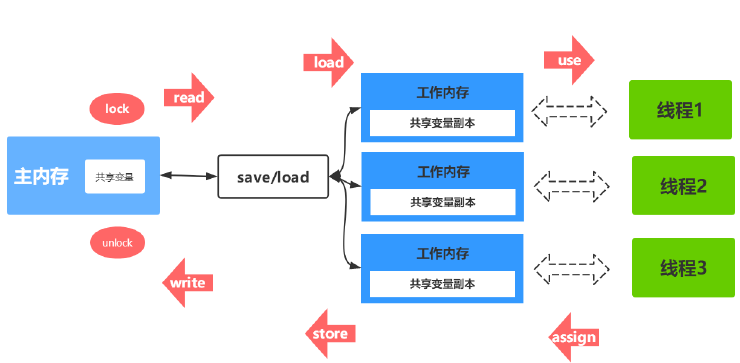 load
use
read
lock
工作内存
共享变量副本
线程1
主内存
共享变量
save/load
工作内存
共享变量副本
线程2
unlock
工作内存
共享变量副本
线程3
write
store
assign